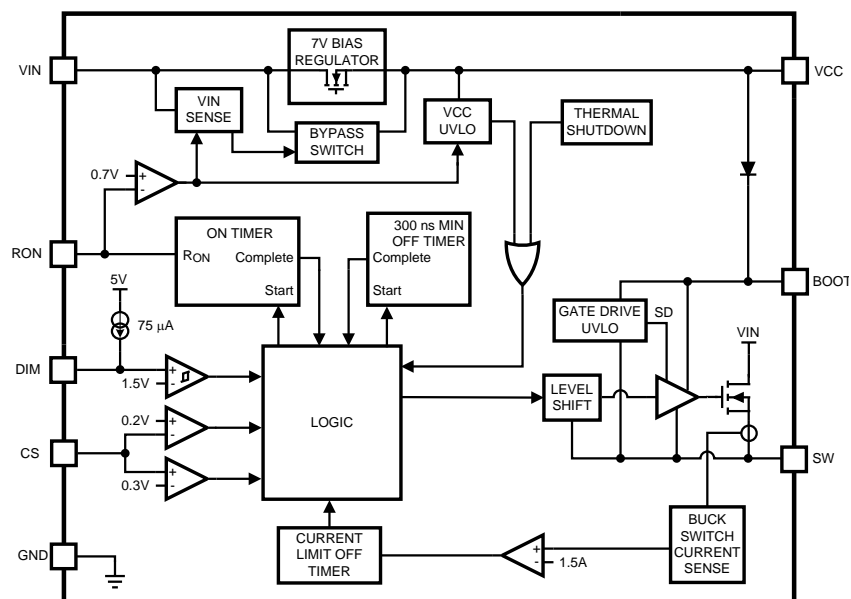 7V BIAS
REGULATOR
VIN
VCC
VIN
SENSE
BYPASS
SWITCH
VCC
UVLO
THERMAL
SHUTDOWN
0.7V
+
-
RON
ON TIMER
RON
Complete
Start
300 ns MIN
OFF TIMER
Complete
Start
5V
75 μA
BOOT
GATE DRIVE
UVLO
SD
VIN
DIM
+
1.5V
-
LOGIC
LEVEL
SHIFT
0.2V
+
-
CS
+
0.3V
-
SW
GND
CURRENT
LIMIT OFF
TIMER
+
-
1.5A
BUCK
SWITCH
CURRENT
SENSE